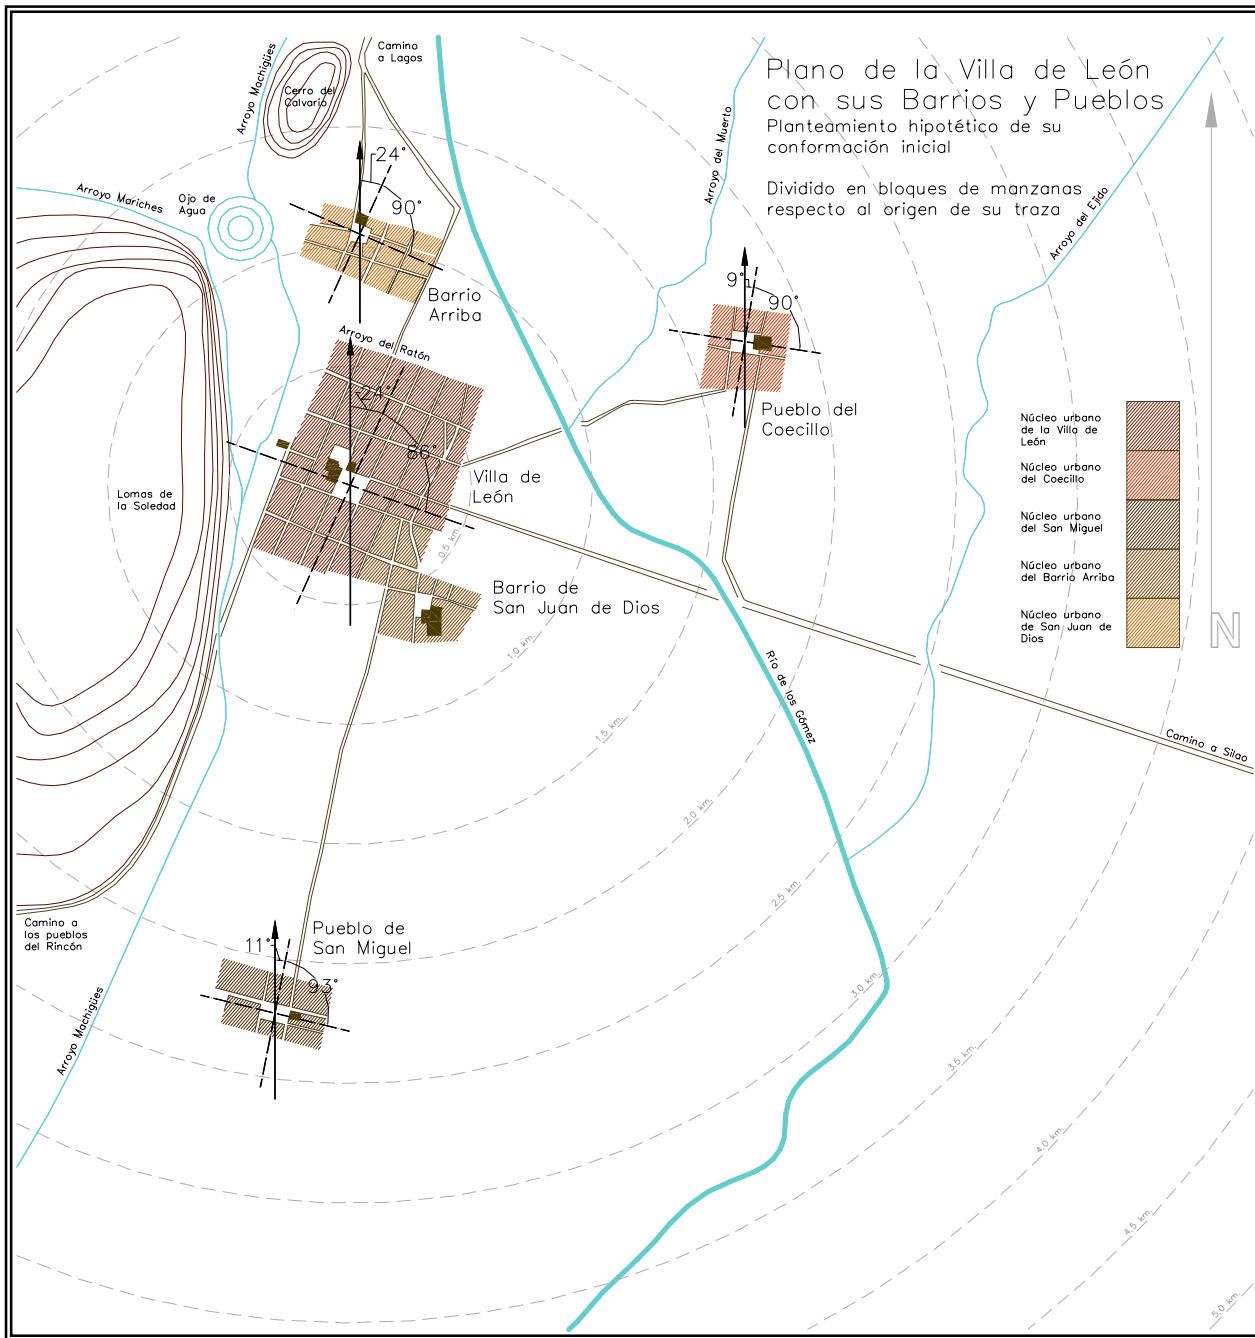 Plano de la Villa de León
con sus Barrios y Pueblos
Planteamiento hipotético de su
conformación inicial
Dividido en bloques de manzanas
respecto al origen de su traza
Camino
a Lagos
Arroyo Machigües
Cerro del
Calvario
Arroyo del Muerto
Arroyo del Ejido
Arroyo Mariches
Ojo de
Agua
24°
90°
Barrio
Arriba
9°
90°
Pueblo del
Coecillo
Arroyo del Ratón
24°
86°
Villa de
León
Lomas de
la Soledad
Núcleo urbano
de la Villa de
León
Núcleo urbano
del Coecillo
Núcleo urbano
del San Miguel
Núcleo urbano
del Barrio Arriba
Núcleo urbano
de San Juan de
Dios
N
Barrio de
San Juan de Dios
Río de los Gómez
Camino a Silao
0.5 km.
1.0 km.
1.5 km.
2.0 km.
2.5 km.
3.0 km.
3.5 km.
4.0 km.
4.5 km.
5.0 km.
Camino a
los pueblos
del Rincón
Pueblo de
San Miguel
11°
93°
Arroyo Machigües